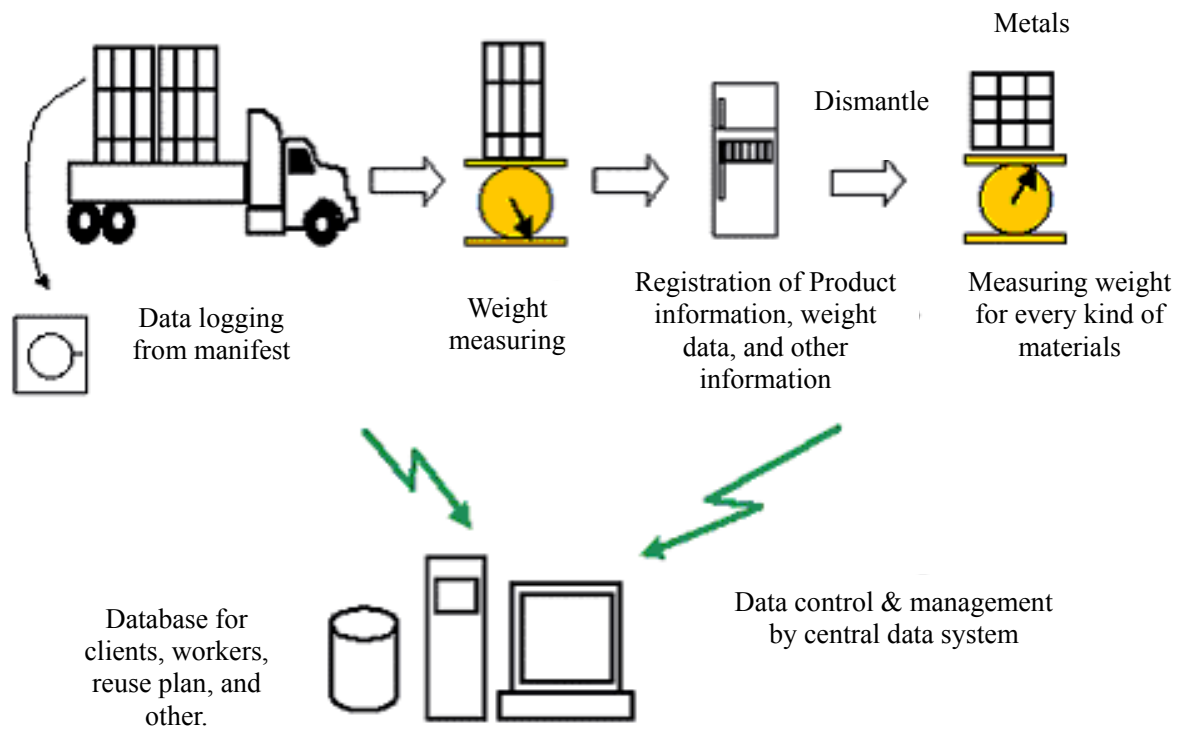 Metals
Dismantle
Data logging
from manifest
Weight
measuring
Registration of Product
information, weight
data, and other
information
Measuring weight
for every kind of
materials
Database for
clients, workers,
reuse plan, and
other.
Data control & management
by central data system